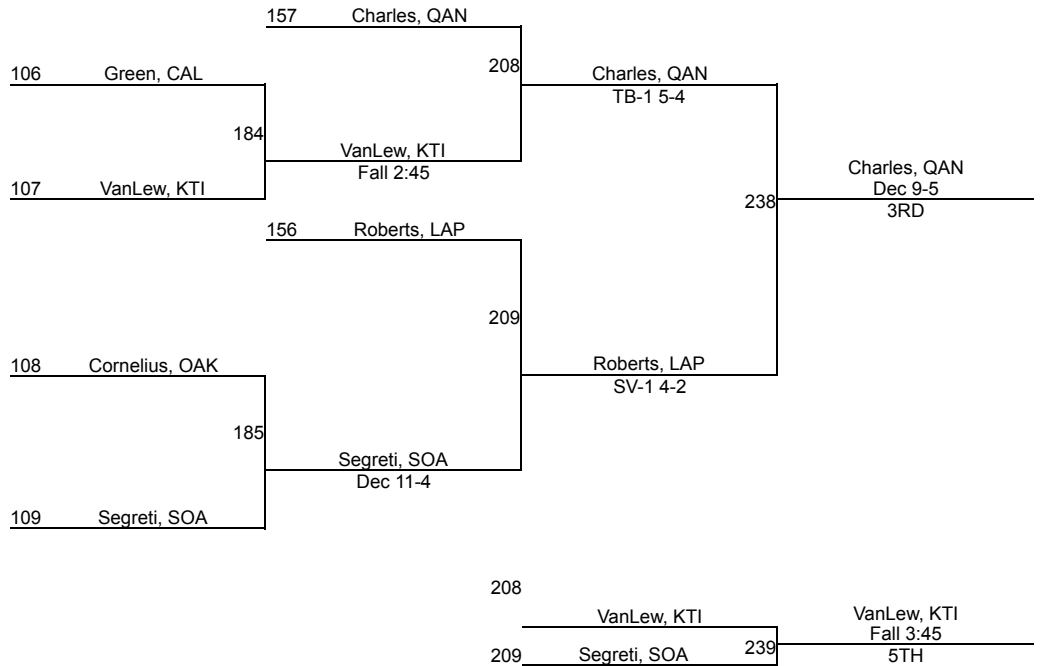 157 Charles, QAN
208
106 Green, CAL
Charles, QAN
TB-1 5-4
184
VanLew, KTI
Fall 2:45
107 VanLew, KTI
Charles, QAN
Dec 9-5
3RD
238
156 Roberts, LAP
209
108 Cornelius, OAK
Roberts, LAP
SV-1 4-2
185
Segreti, SOA
Dec 11-4
109 Segreti, SOA
208
VanLew, KTI
VanLew, KTI
Fall 3:45
5TH
239
209 Segreti, SOA